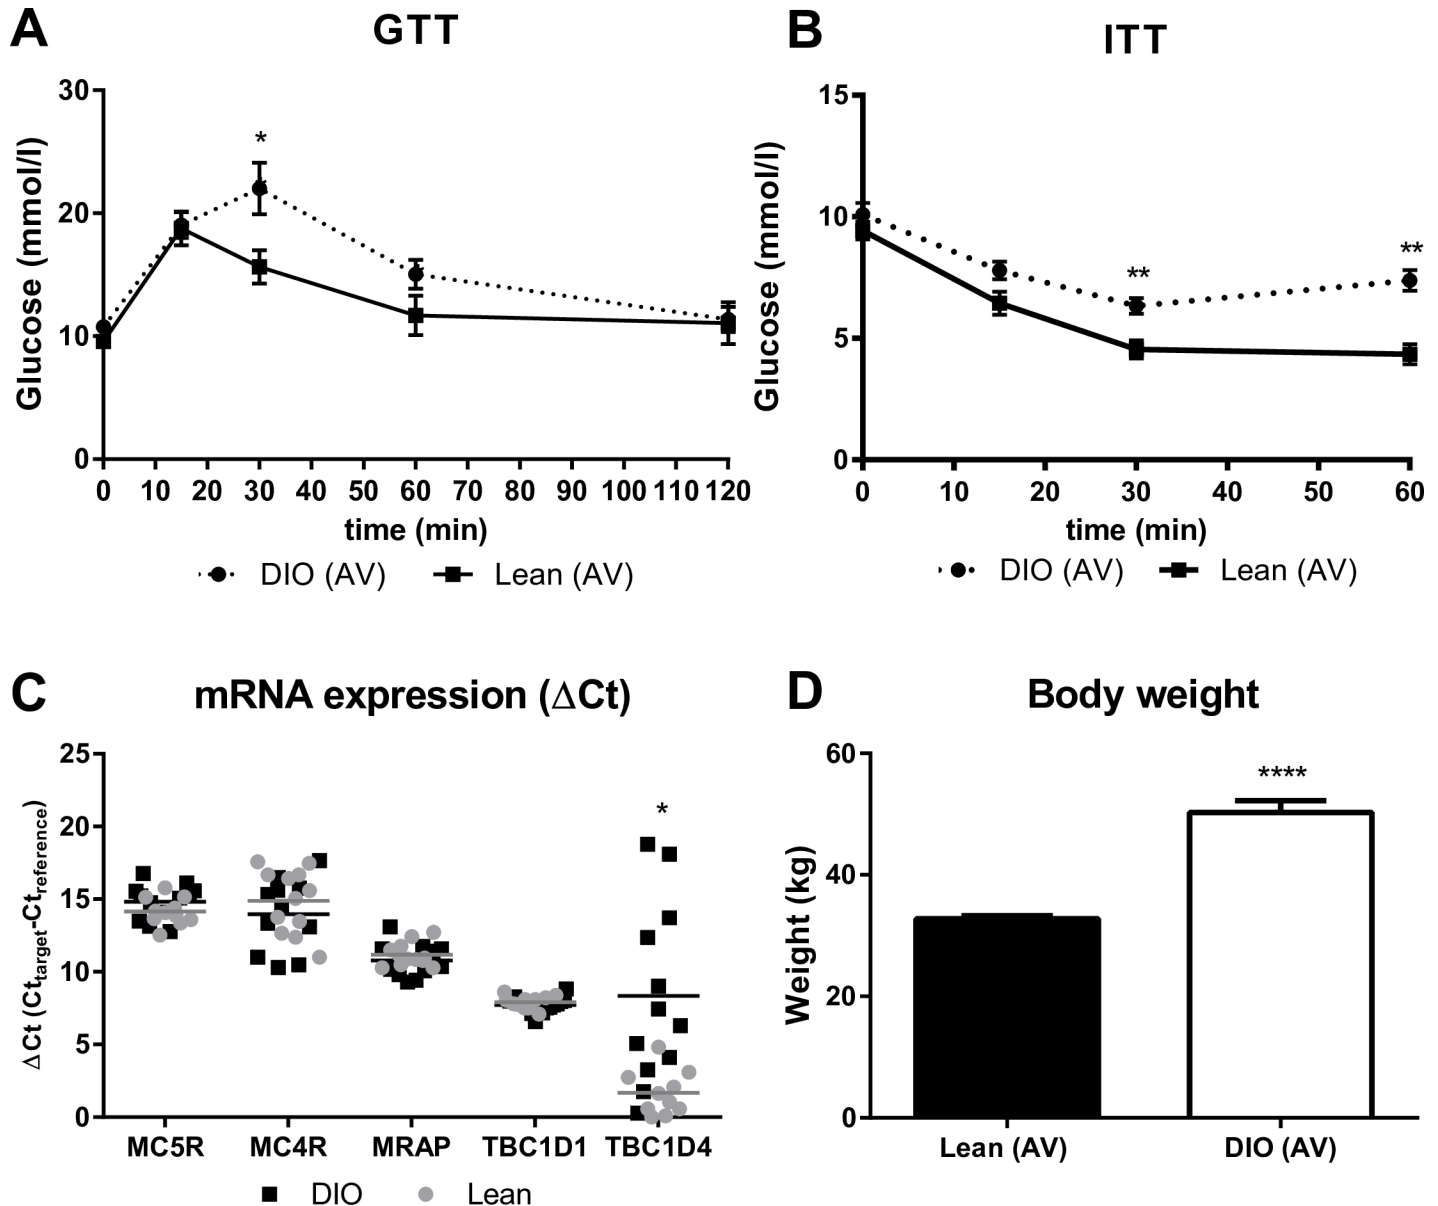 A
GTT
30
20
10
0
Glucose (mmol/l)
*
0 10 20 30 40 50 60 70 80 90 100 110 120
time (min)
DIO (AV) Lean (AV)
B
ITT
15
10
5
0
Glucose (mmol/l)
**
**
0 10 20 30 40 50 60
time (min)
DIO (AV) Lean (AV)
C
mRNA expression (ΔCt)
25
20
15
10
5
0
ΔCt (Cttarget-Ctreference)
*
MC5R MC4R MRAP TBC1D1 TBC1D4
DIO Lean
D
Body weight
60
40
20
0
Weight (kg)
****
Lean (AV) DIO (AV)